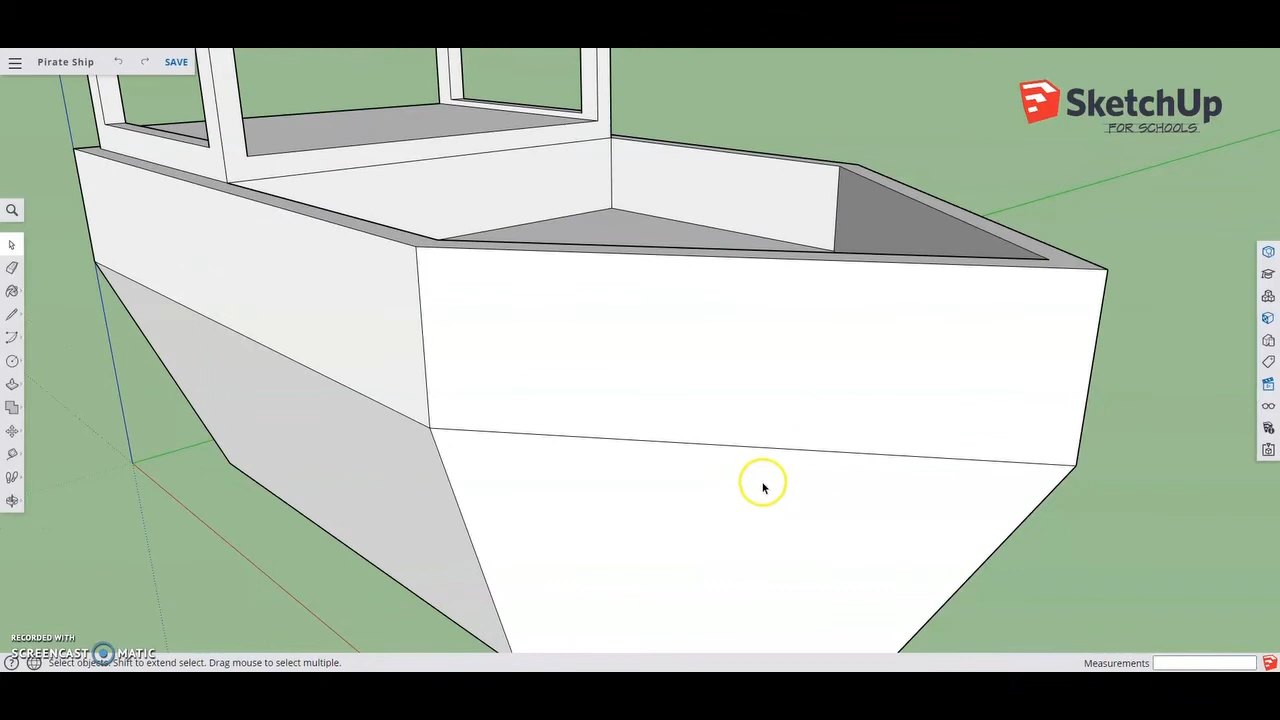 Pirate Ship
SAVE
SketchUp
FOR SCHOOLS
RECORDED WITH
SCREENCAST MATIC
Select objects. Shift to extend select. Drag mouse to select multiple.
Measurements